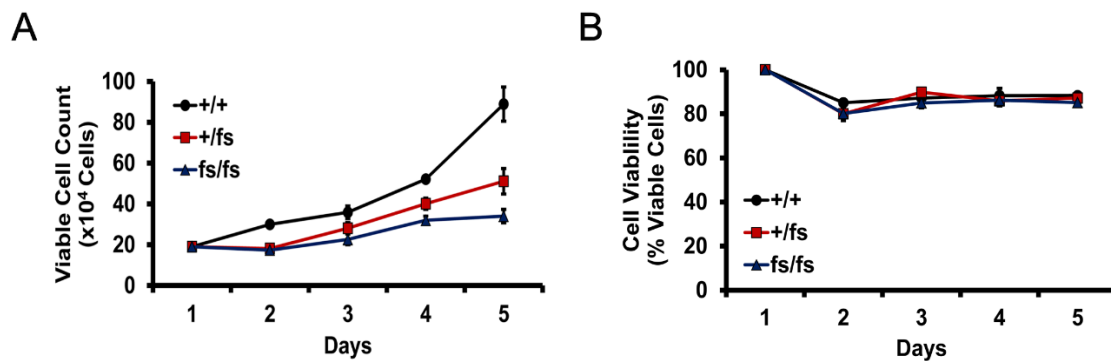 A
Viable Cell Count
(x10⁴ Cells)
100
80
60
40
20
0
+/+
+/fs
fs/fs
1 2 3 4 5
Days
B
Cell Viablility
(% Viable Cells)
100
80
60
40
20
0
+/+
+/fs
fs/fs
1 2 3 4 5
Days